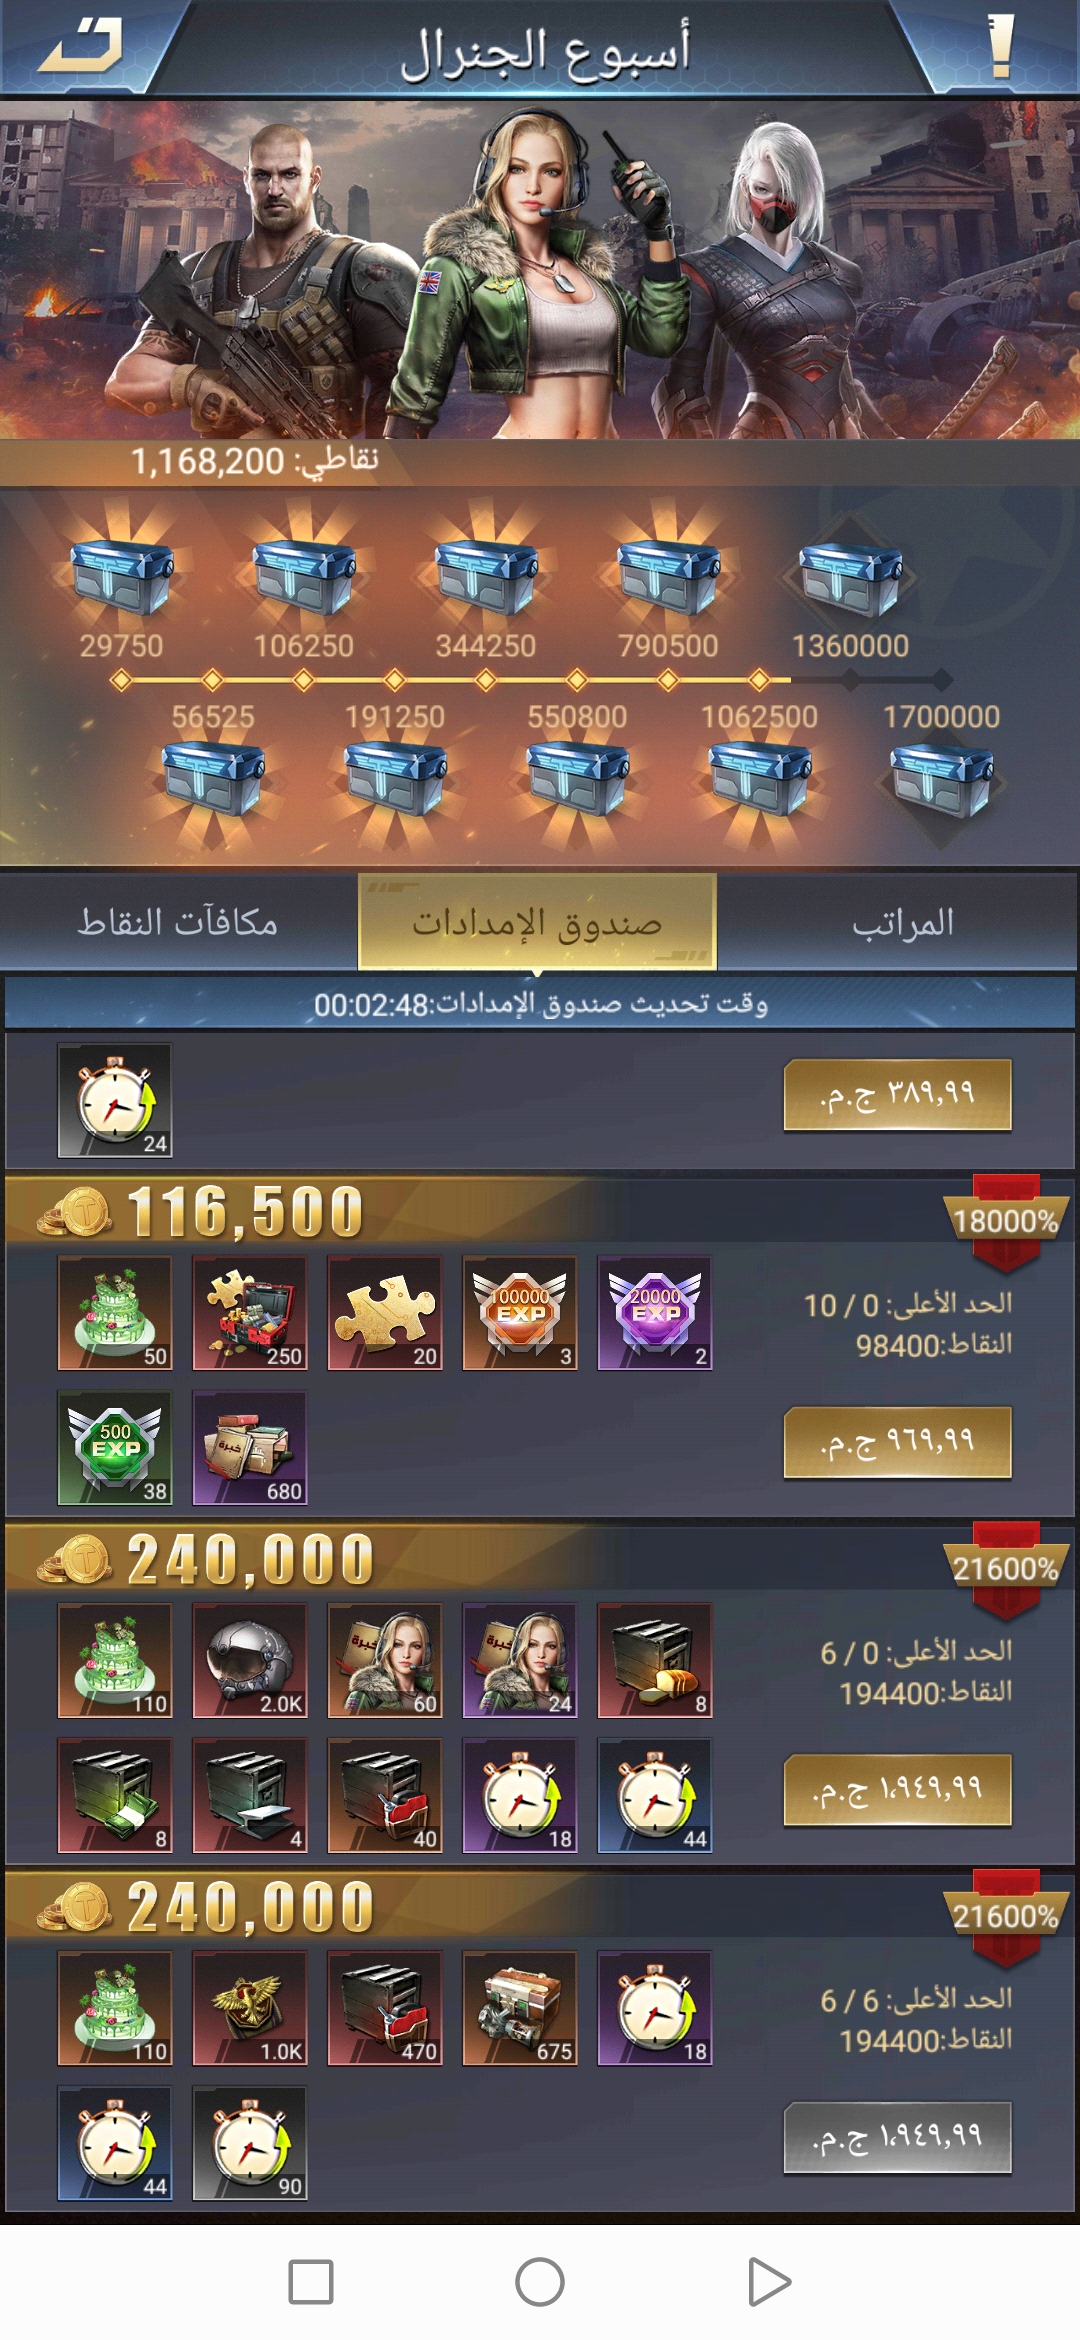 أسبوع الجنرال
نقاطي: 1,168,200
29750 106250 344250 790500 1360000
56525 191250 550800 1062500 1700000
المراتب
صندوق الإمدادات
مكافآت النقاط
وقت تحديث صندوق الإمدادات:00:02:48
24
٣٨٩,٩٩ ج.م.
116,500
18000%
50 250 20 100000 EXP 3 20000 EXP 2
الحد الأعلى: 0 / 10
النقاط:98400
500 EXP 38 خبرة 680
٩٦٩,٩٩ ج.م.
240,000
21600%
110 2.0K خبرة 60 خبرة 24 8
الحد الأعلى: 0 / 6
النقاط:194400
8 4 40 18 44
١,٩٤٩,٩٩ ج.م.
240,000
21600%
110 1.0K 470 675 18
الحد الأعلى: 6 / 6
النقاط:194400
44 90
١,٩٤٩,٩٩ ج.م.